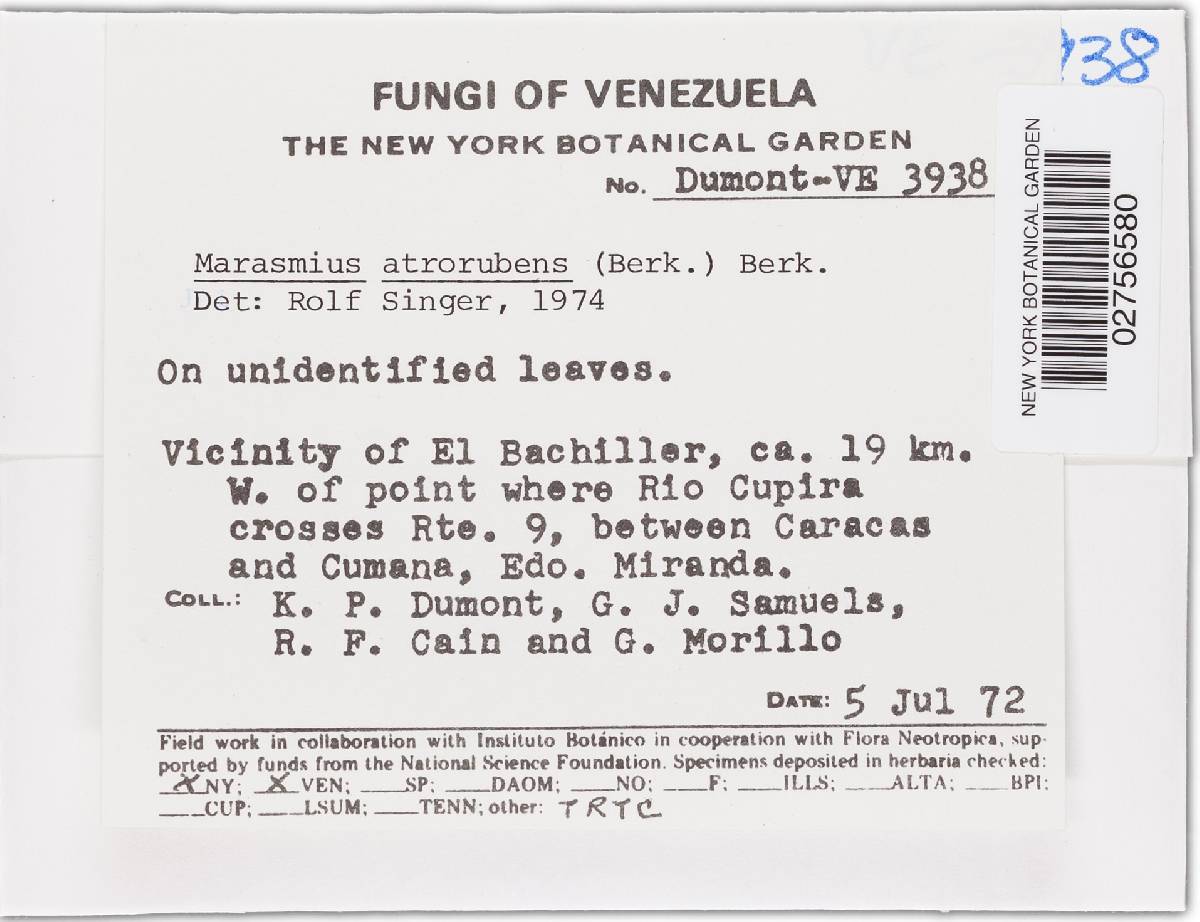 938
FUNGI OF VENEZUELA
THE NEW YORK BOTANICAL GARDEN
No. Dumont-VE 3938
NEW YORK BOTANICAL GARDEN
02756580
Marasmius atrorubens (Berk.) Berk.
Det: Rolf Singer, 1974
On unidentified leaves.
Vicinity of El Bachiller, ca. 19 km.
W. of point where Rio Cupira
crosses Rte. 9, between Caracas
and Cumana, Edo. Miranda.
COLL.: K. P. Dumont, G. J. Samuels,
R. F. Cain and G. Morillo
DATE: 5 Jul 72
Field work in collaboration with Instituto Botánico in cooperation with Flora Neotropica, sup-
ported by funds from the National Science Foundation. Specimens deposited in herbaria checked:
X NY; X VEN; ___SP; ___DAOM; ___NO; ___F; ___ILLS; ___ALTA; ___BPI;
___CUP; ___LSUM; ___TENN; other: TRTC